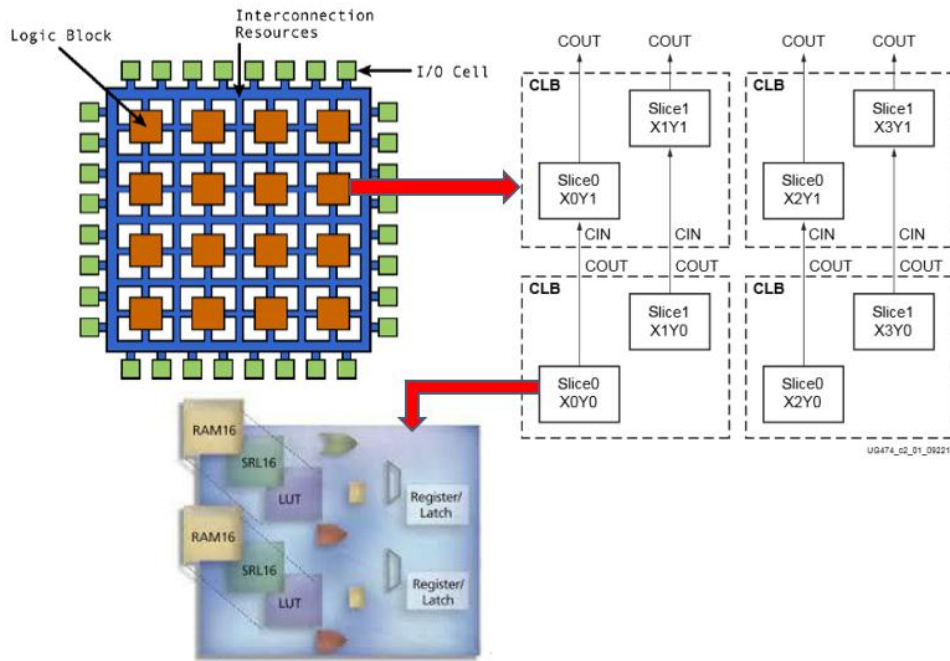 Logic Block
Interconnection
Resources
I/O Cell
COUT
COUT
COUT
COUT
CLB
Slice1
X1Y1
Slice0
X0Y1
CLB
Slice1
X3Y1
Slice0
X2Y1
CIN
CIN
CIN
CIN
COUT
COUT
COUT
COUT
CLB
Slice1
X1Y0
Slice0
X0Y0
CLB
Slice1
X3Y0
Slice0
X2Y0
UG474_c2_01_09221
RAM16
SRL16
LUT
Register/
Latch
RAM16
SRL16
LUT
Register/
Latch